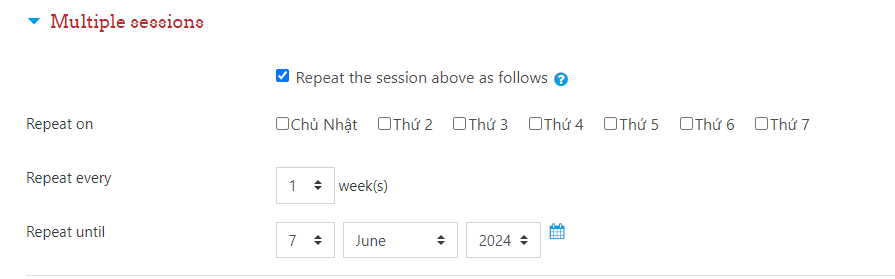 Multiple sessions
Repeat the session above as follows
Repeat on Chủ Nhật Thứ 2 Thứ 3 Thứ 4 Thứ 5 Thứ 6 Thứ 7
Repeat every 1 week(s)
Repeat until 7 June 2024